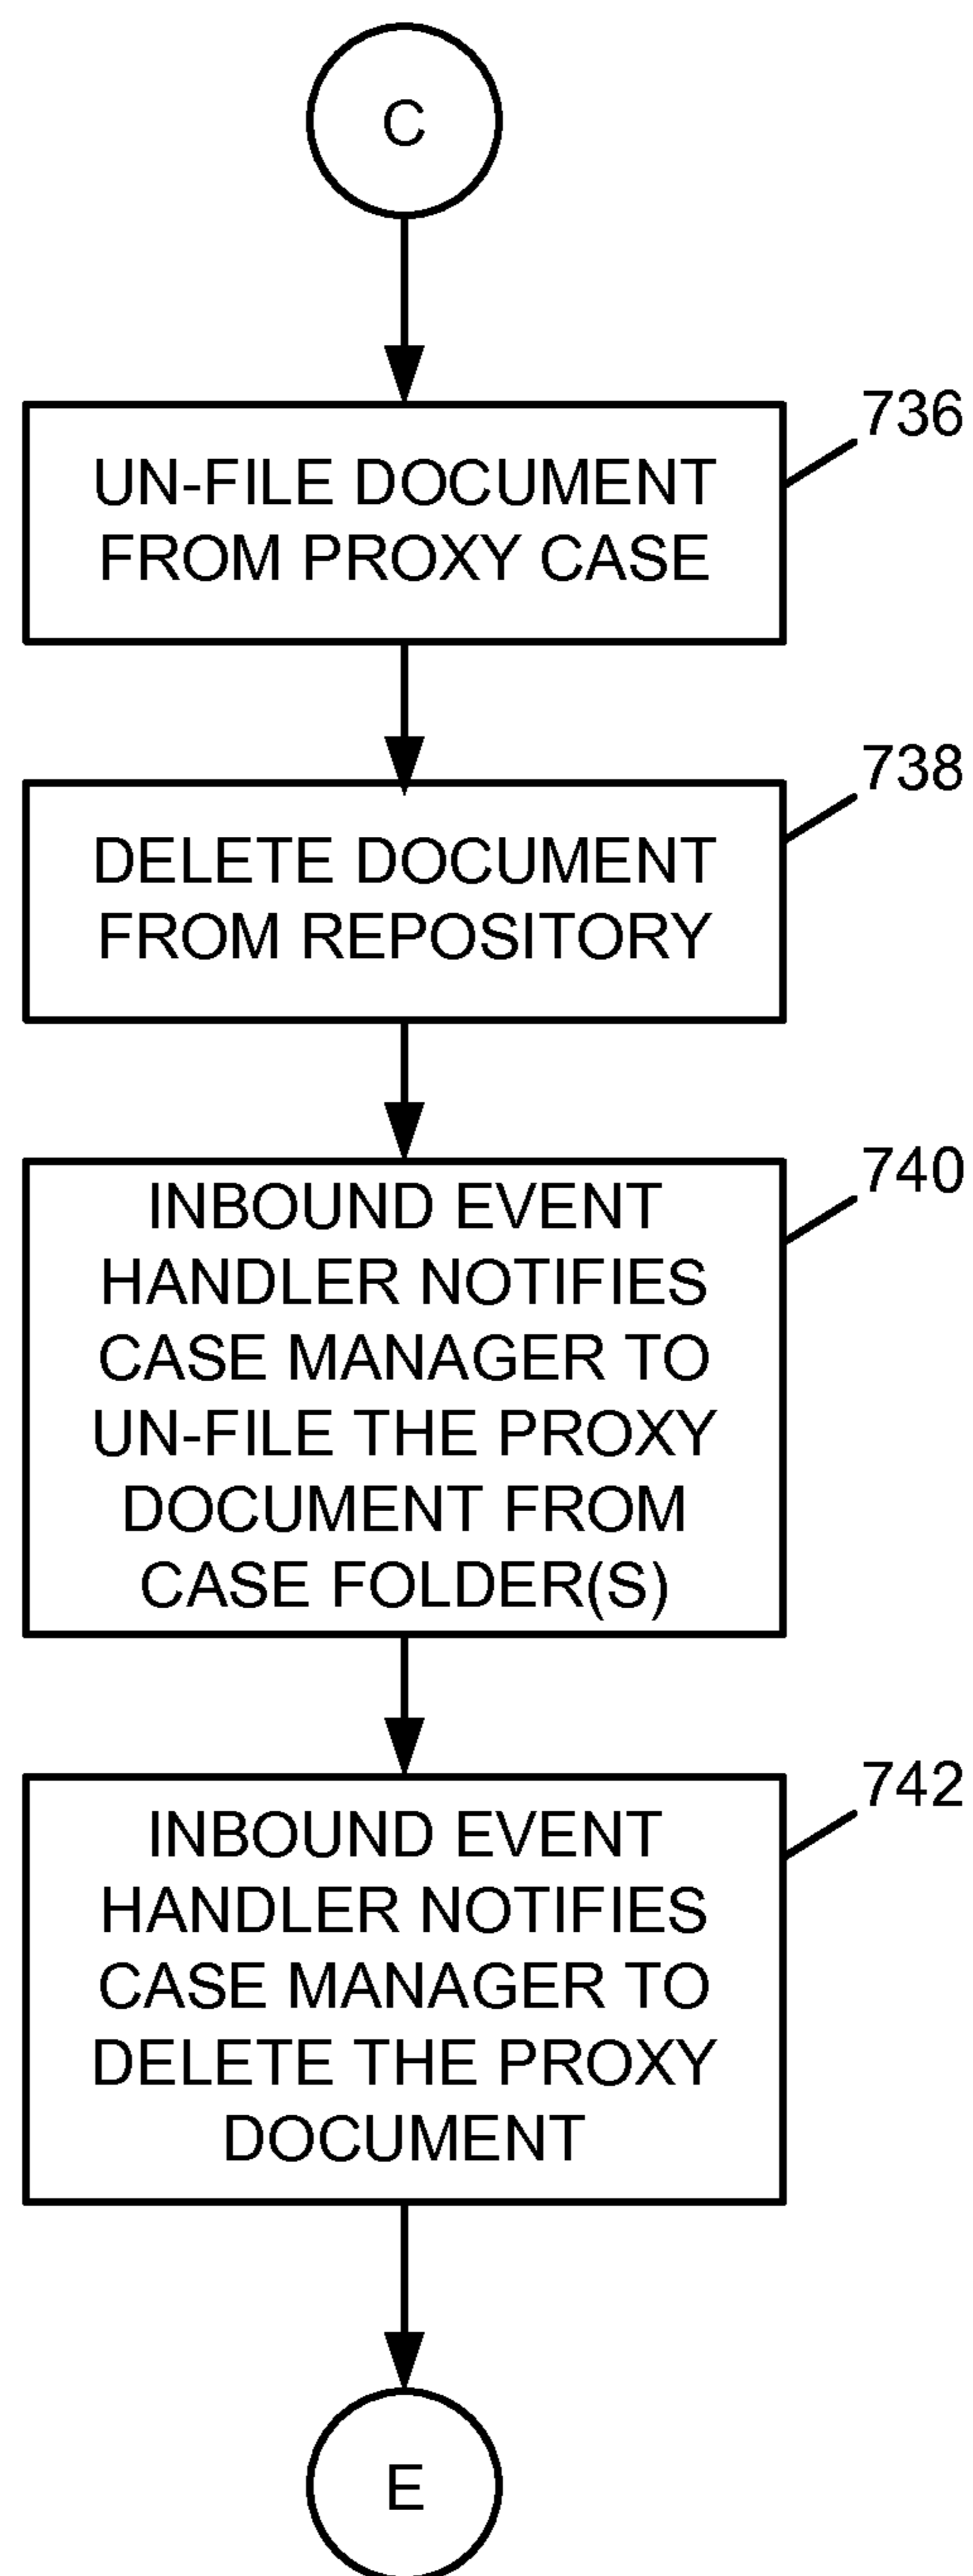 C
736
UN-FILE DOCUMENT
FROM PROXY CASE
738
DELETE DOCUMENT
FROM REPOSITORY
740
INBOUND EVENT
HANDLER NOTIFIES
CASE MANAGER TO
UN-FILE THE PROXY
DOCUMENT FROM
CASE FOLDER(S)
742
INBOUND EVENT
HANDLER NOTIFIES
CASE MANAGER TO
DELETE THE PROXY
DOCUMENT
E